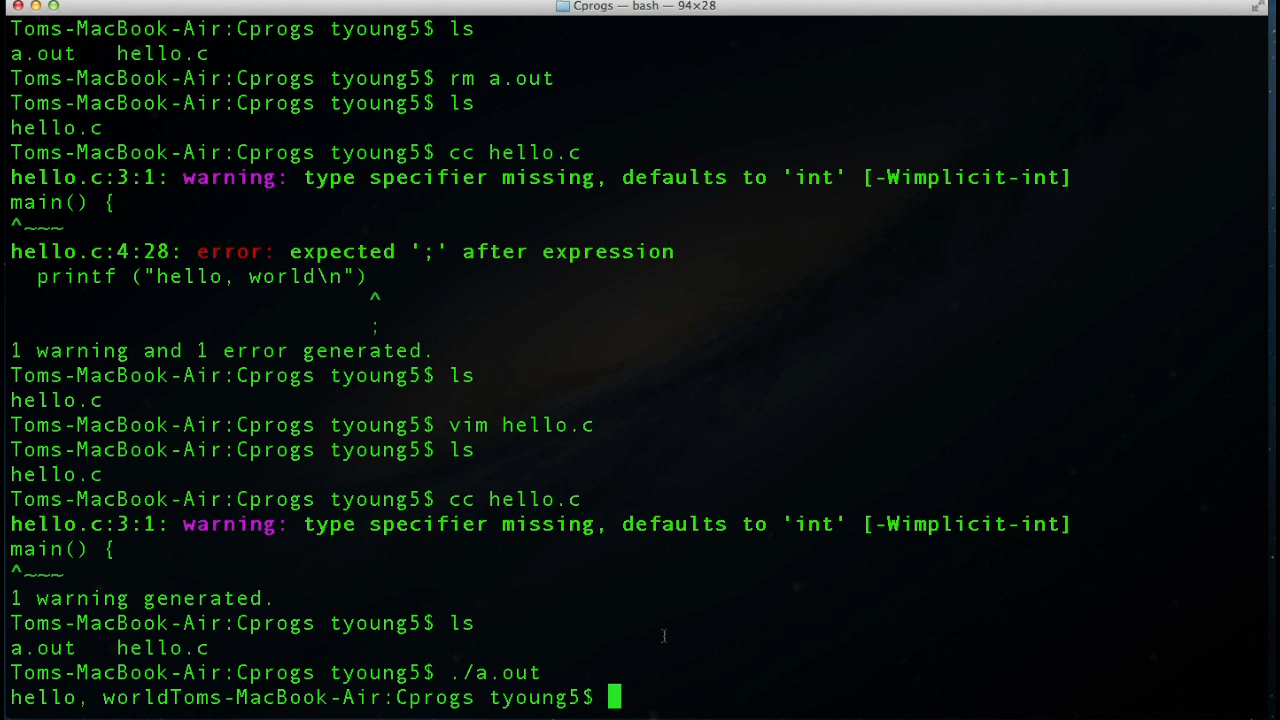 Cprogs — bash — 94×28
Toms-MacBook-Air:Cprogs tyoung5$ ls
a.out   hello.c
Toms-MacBook-Air:Cprogs tyoung5$ rm a.out
Toms-MacBook-Air:Cprogs tyoung5$ ls
hello.c
Toms-MacBook-Air:Cprogs tyoung5$ cc hello.c
hello.c:3:1: warning: type specifier missing, defaults to 'int' [-Wimplicit-int]
main() {
^~~~
hello.c:4:28: error: expected ';' after expression
  printf ("hello, world\n")
                           ^
                           ;
1 warning and 1 error generated.
Toms-MacBook-Air:Cprogs tyoung5$ ls
hello.c
Toms-MacBook-Air:Cprogs tyoung5$ vim hello.c
Toms-MacBook-Air:Cprogs tyoung5$ ls
hello.c
Toms-MacBook-Air:Cprogs tyoung5$ cc hello.c
hello.c:3:1: warning: type specifier missing, defaults to 'int' [-Wimplicit-int]
main() {
^~~~
1 warning generated.
Toms-MacBook-Air:Cprogs tyoung5$ ls
a.out   hello.c
Toms-MacBook-Air:Cprogs tyoung5$ ./a.out
hello, worldToms-MacBook-Air:Cprogs tyoung5$